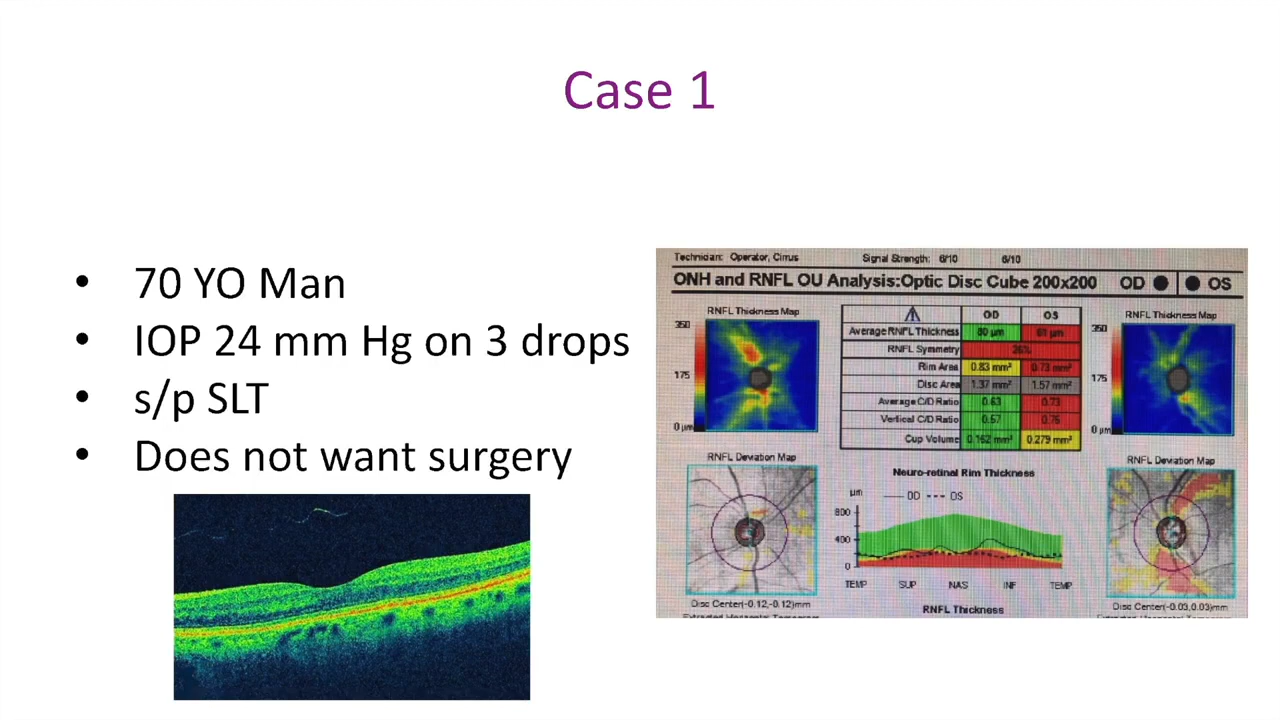 Case 1
• 70 YO Man
• IOP 24 mm Hg on 3 drops
• s/p SLT
• Does not want surgery
Technician: Operator, Cirrus Signal Strength: 6/10 6/10
ONH and RNFL OU Analysis:Optic Disc Cube 200x200 OD OS
RNFL Thickness Map
350
175
0 µm
OD OS
Average RNFL Thickness 80 µm 61 µm
RNFL Symmetry 26%
Rim Area 0.83 mm² 0.73 mm²
Disc Area 1.37 mm² 1.57 mm²
Average C/D Ratio 0.63 0.73
Vertical C/D Ratio 0.57 0.75
Cup Volume 0.162 mm³ 0.279 mm³
RNFL Thickness Map
350
175
0 µm
RNFL Deviation Map
Disc Center(-0.12,-0.12)mm
Neuro-retinal Rim Thickness
µm OD OS
800
400
0
TEMP SUP NAS INF TEMP
RNFL Thickness
RNFL Deviation Map
Disc Center(-0.03,0.03)mm